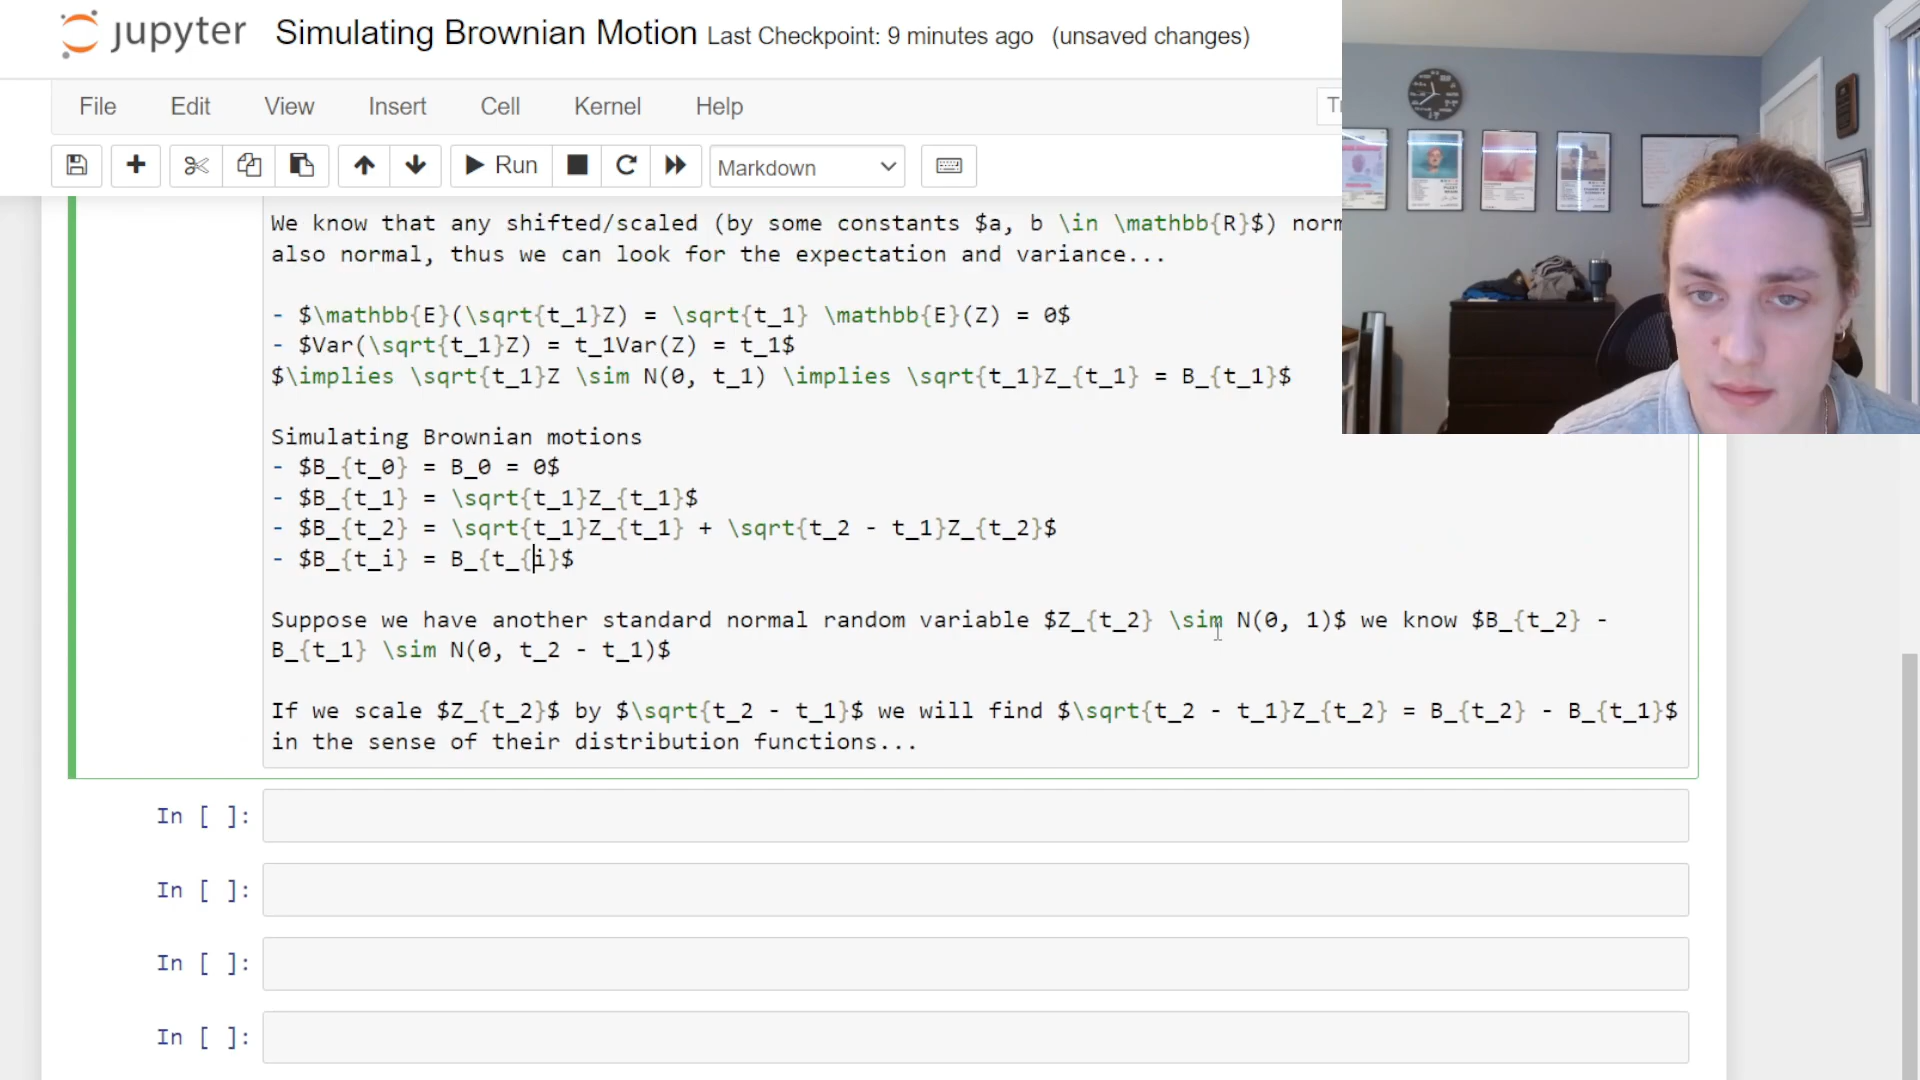 jupyter Simulating Brownian Motion Last Checkpoint: 9 minutes ago (unsaved changes)
File Edit View Insert Cell Kernel Help
Run Markdown
We know that any shifted/scaled (by some constants $a, b \in \mathbb{R}$)
also normal, thus we can look for the expectation and variance...
- $\mathbb{E}(\sqrt{t_1}Z) = \sqrt{t_1} \mathbb{E}(Z) = 0$
- $Var(\sqrt{t_1}Z) = t_1Var(Z) = t_1$
$\implies \sqrt{t_1}Z \sim N(0, t_1) \implies \sqrt{t_1}Z_{t_1} = B_{t_1}$
Simulating Brownian motions
- $B_{t_0} = B_0 = 0$
- $B_{t_1} = \sqrt{t_1}Z_{t_1}$
- $B_{t_2} = \sqrt{t_1}Z_{t_1} + \sqrt{t_2 - t_1}Z_{t_2}$
- $B_{t_i} = B_{t_{i}$
Suppose we have another standard normal random variable $Z_{t_2} \sim N(0, 1)$ we know $B_{t_2} -
B_{t_1} \sim N(0, t_2 - t_1)$
If we scale $Z_{t_2}$ by $\sqrt{t_2 - t_1}$ we will find $\sqrt{t_2 - t_1}Z_{t_2} = B_{t_2} - B_{t_1}$
in the sense of their distribution functions...
In [ ]:
In [ ]:
In [ ]:
In [ ]: